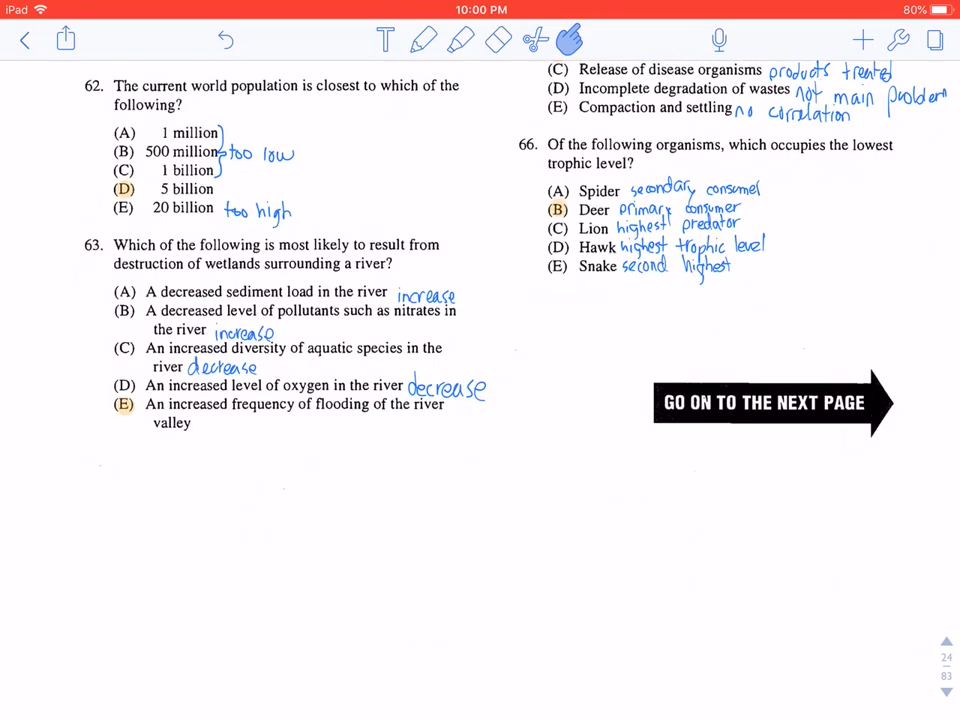 iPad 10:00 PM 80%
T
62. The current world population is closest to which of the
following?
(A) 1 million
(B) 500 million too low
(C) 1 billion
(D) 5 billion
(E) 20 billion too high
63. Which of the following is most likely to result from
destruction of wetlands surrounding a river?
(A) A decreased sediment load in the river increase
(B) A decreased level of pollutants such as nitrates in
the river increase
(C) An increased diversity of aquatic species in the
river decrease
(D) An increased level of oxygen in the river decrease
(E) An increased frequency of flooding of the river
valley
(C) Release of disease organisms products treated
(D) Incomplete degradation of wastes not main problem
(E) Compaction and settling no correlation
66. Of the following organisms, which occupies the lowest
trophic level?
(A) Spider secondary consumer
(B) Deer primary consumer
(C) Lion highest predator
(D) Hawk highest trophic level
(E) Snake second highest
GO ON TO THE NEXT PAGE
24
83